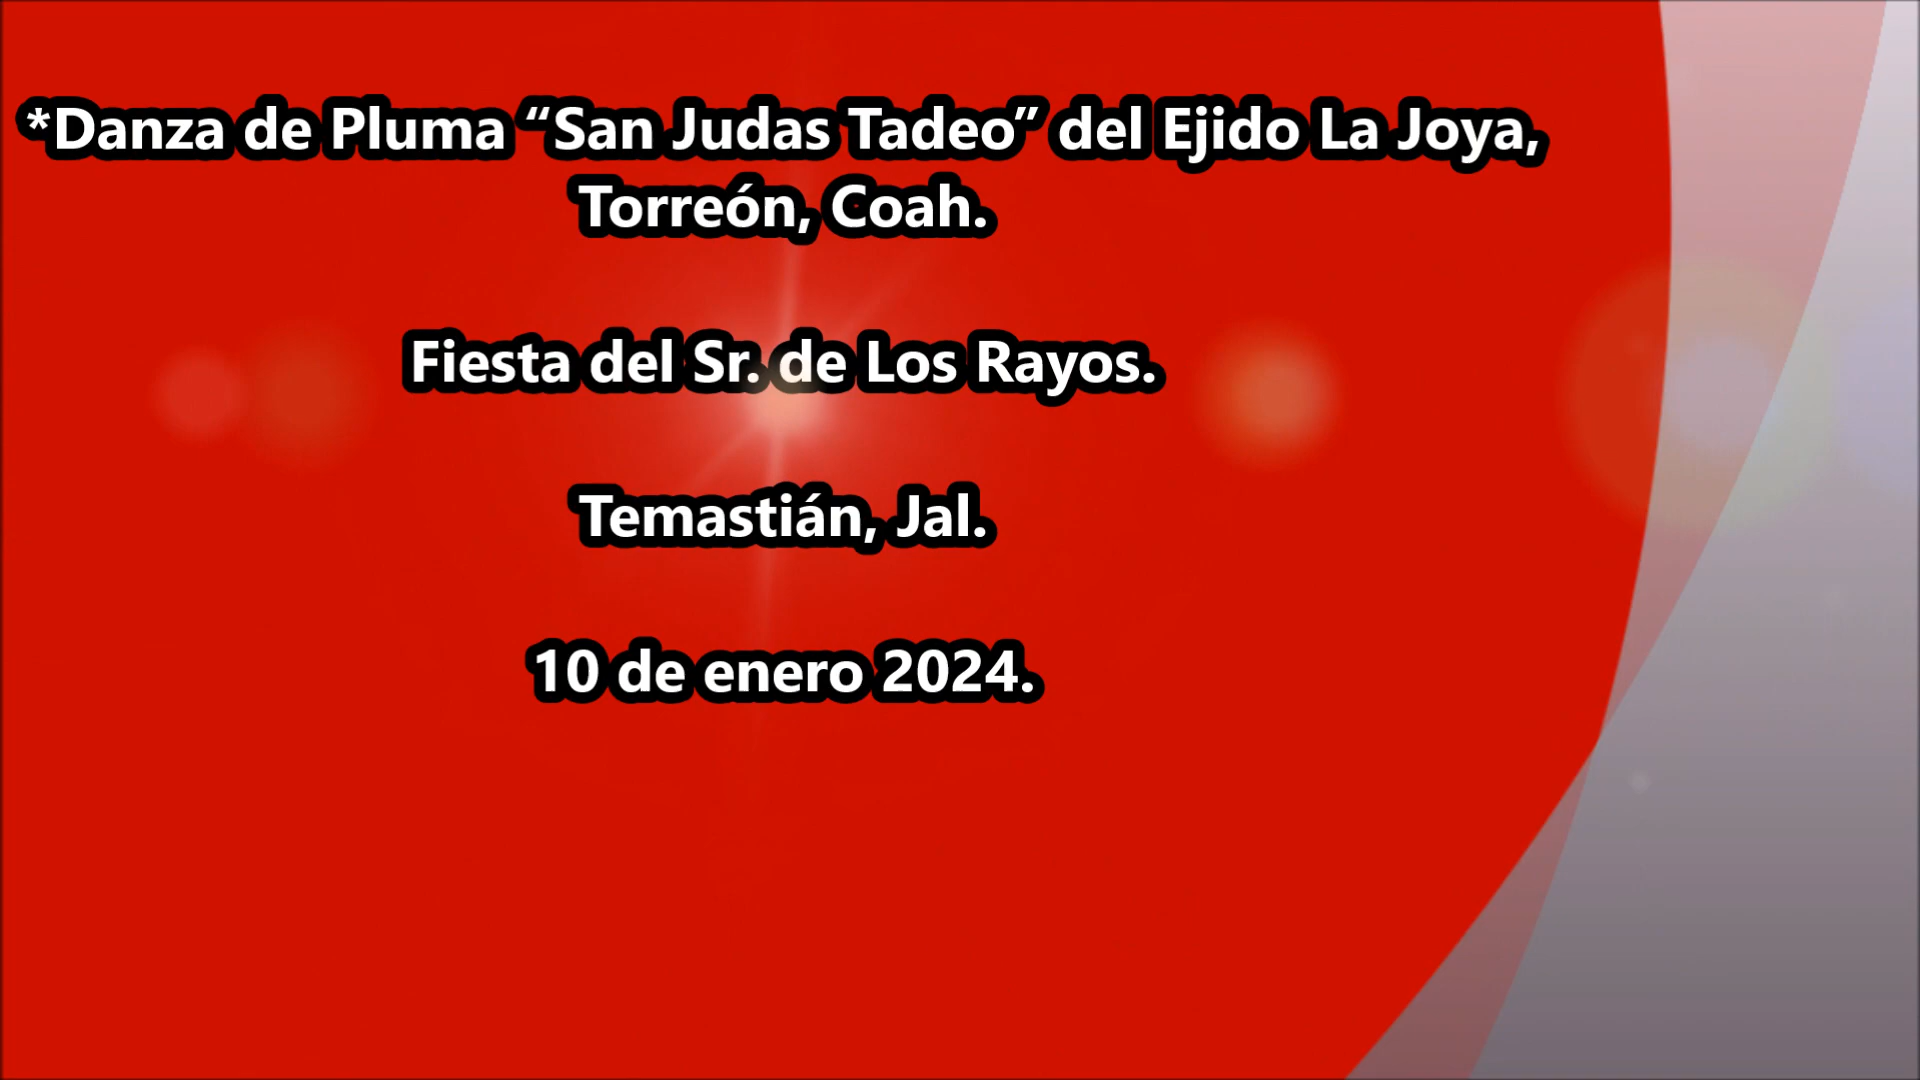 *Danza de Pluma “San Judas Tadeo” del Ejido La Joya,
Torreón, Coah.
Fiesta del Sr. de Los Rayos.
Temastián, Jal.
10 de enero 2024.